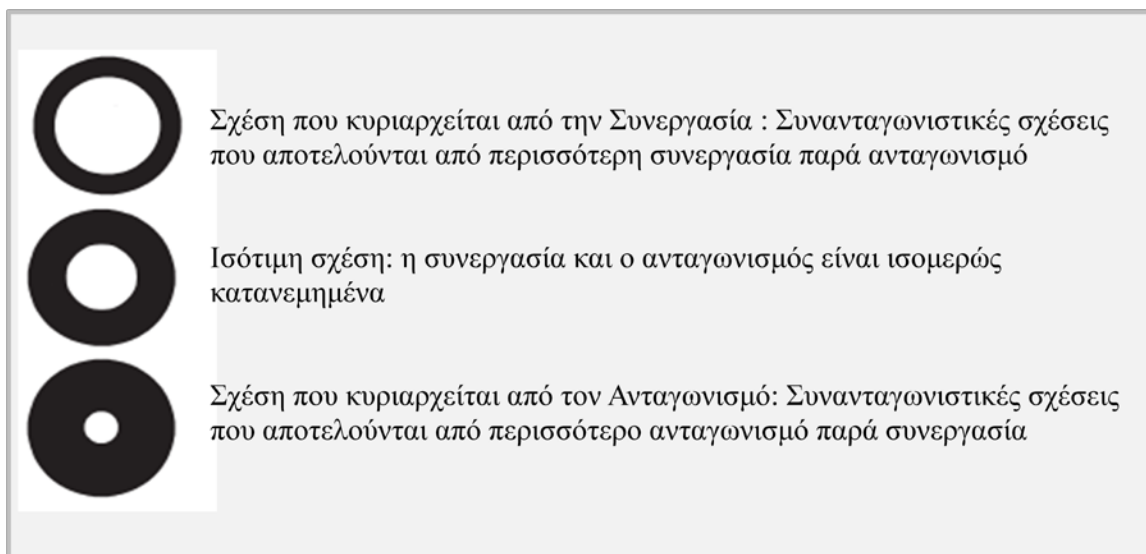 Σχέση που κυριαρχείται από την Συνεργασία : Συνανταγωνιστικές σχέσεις
που αποτελούνται από περισσότερη συνεργασία παρά ανταγωνισμό
Ισότιμη σχέση: η συνεργασία και ο ανταγωνισμός είναι ισομερώς
κατανεμημένα
Σχέση που κυριαρχείται από τον Ανταγωνισμό: Συνανταγωνιστικές σχέσεις
που αποτελούνται από περισσότερο ανταγωνισμό παρά συνεργασία